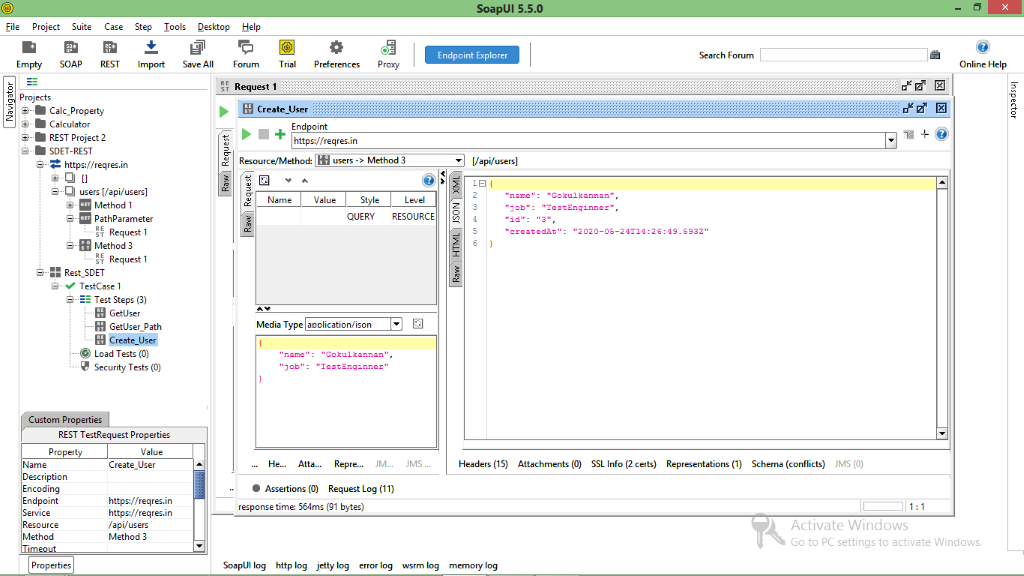 SoapUI 5.5.0
File Project Suite Case Step Tools Desktop Help
Empty SOAP REST Import Save All Forum Trial Preferences Proxy Endpoint Explorer Search Forum Online Help
Navigator
Projects
Calc_Property
Calculator
REST Project 2
SDET-REST
https://reqres.in
[]
users [/api/users]
Method 1
PathParameter
Request 1
Method 3
Request 1
Rest_SDET
TestCase 1
Test Steps (3)
GetUser
GetUser_Path
Create_User
Load Tests (0)
Security Tests (0)
Custom Properties
REST TestRequest Properties
Property Value
Name Create_User
Description
Encoding
Endpoint https://reqres.in
Service https://reqres.in
Resource /api/users
Method Method 3
Timeout
Properties
Request 1
Request
Raw
Create_User
Endpoint
https://reqres.in
Resource/Method: users -> Method 3 [/api/users]
Request
Raw
Name Value Style Level
QUERY RESOURCE
Media Type application/json
{
"name": "Gokulkannan",
"job": "TestEnginner"
}
... He... Atta... Repre... JM... JMS ...
XML
JSON
HTML
Raw
1 {
2 "name": "Gokulkannan",
3 "job": "TestEnginner",
4 "id": "3",
5 "createdAt": "2020-06-24T14:26:49.593Z"
6 }
Headers (15) Attachments (0) SSL Info (2 certs) Representations (1) Schema (conflicts) JMS (0)
Assertions (0) Request Log (11)
response time: 564ms (91 bytes) 1 : 1
Inspector
Activate Windows
Go to PC settings to activate Windows.
SoapUI log http log jetty log error log wsrm log memory log